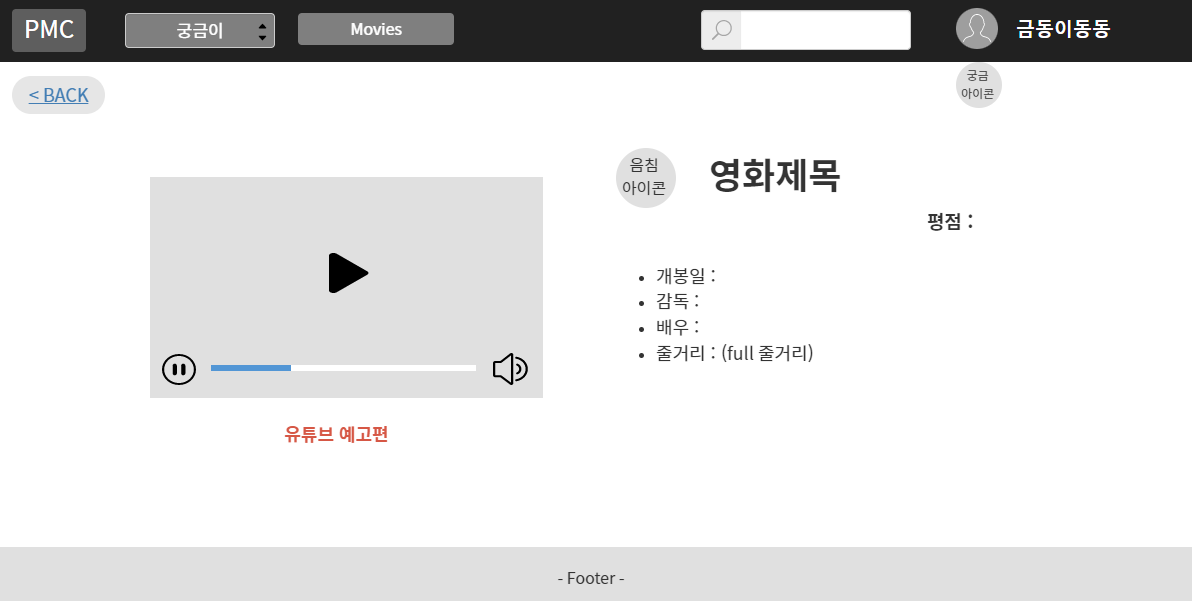 PMC
궁금이
Movies
금동이동동
< BACK
궁금
아이콘
음침
아이콘
영화제목
평점 :
개봉일 :
감독 :
배우 :
줄거리 : (full 줄거리)
유튜브 예고편
- Footer -